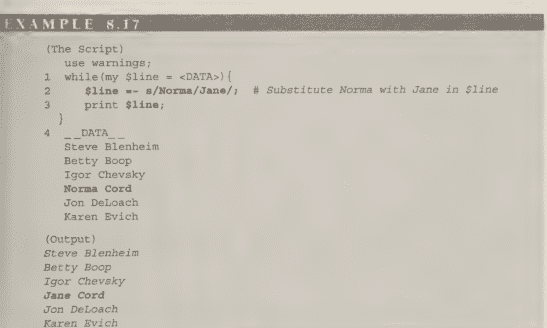 EXAMPLE 8.17
(The Script)
use warnings;
1 while(my $line = <DATA>){
2 $line =~ s/Norma/Jane/; # Substitute Norma with Jane in $line
3 print $line;
}
4 __DATA__
Steve Blenheim
Betty Boop
Igor Chevsky
Norma Cord
Jon DeLoach
Karen Evich
(Output)
Steve Blenheim
Betty Boop
Igor Chevsky
Jane Cord
Jon DeLoach
Karen Evich